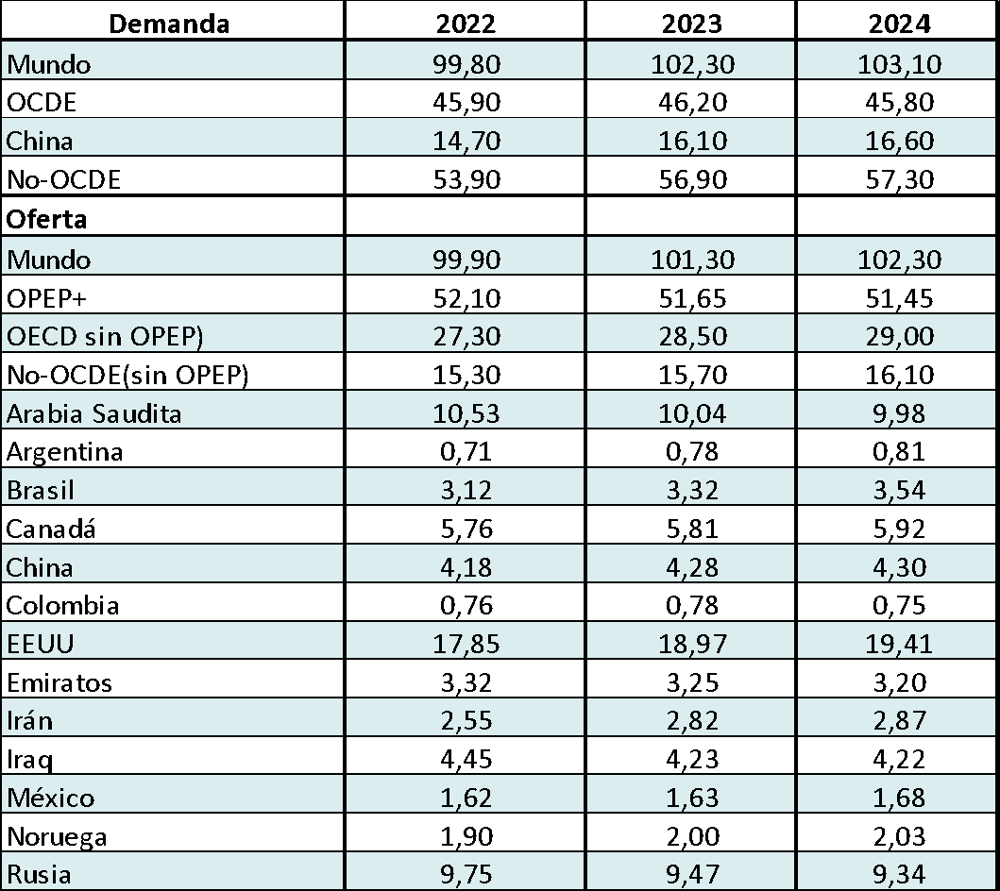 Demanda 2022 2023 2024
Mundo 99,80 102,30 103,10
OCDE 45,90 46,20 45,80
China 14,70 16,10 16,60
No-OCDE 53,90 56,90 57,30
Oferta
Mundo 99,90 101,30 102,30
OPEP+ 52,10 51,65 51,45
OECD sin OPEP) 27,30 28,50 29,00
No-OCDE(sin OPEP) 15,30 15,70 16,10
Arabia Saudita 10,53 10,04 9,98
Argentina 0,71 0,78 0,81
Brasil 3,12 3,32 3,54
Canadá 5,76 5,81 5,92
China 4,18 4,28 4,30
Colombia 0,76 0,78 0,75
EEUU 17,85 18,97 19,41
Emiratos 3,32 3,25 3,20
Irán 2,55 2,82 2,87
Iraq 4,45 4,23 4,22
México 1,62 1,63 1,68
Noruega 1,90 2,00 2,03
Rusia 9,75 9,47 9,34